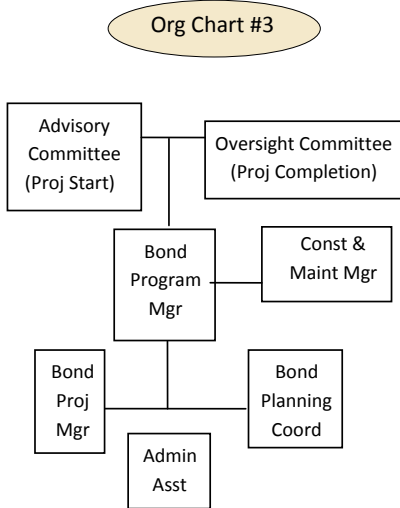 Org Chart #3
Advisory
Committee
(Proj Start)
Oversight Committee
(Proj Completion)
Bond
Program
Mgr
Const &
Maint Mgr
Bond
Proj
Mgr
Bond
Planning
Coord
Admin
Asst